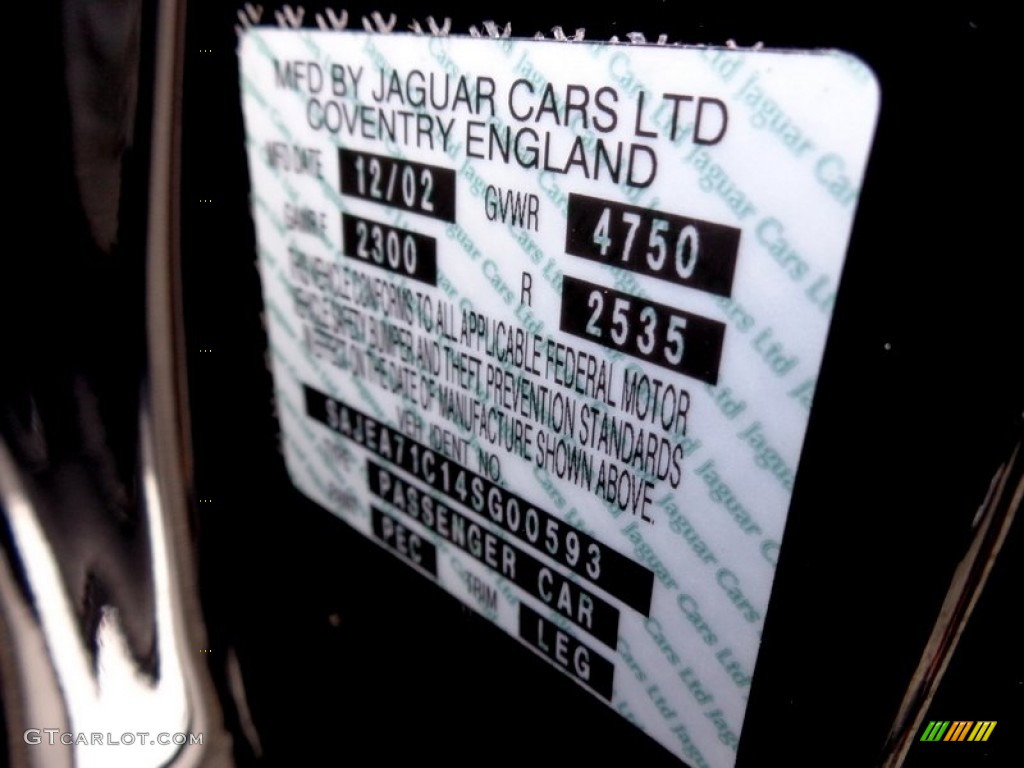 MFD BY JAGUAR CARS LTD
COVENTRY ENGLAND
MFD DATE 12/02 GVWR 4750
2300 R 2535
THIS VEHICLE CONFORMS TO ALL APPLICABLE FEDERAL MOTOR
VEHICLE SAFETY, BUMPER AND THEFT PREVENTION STANDARDS
IN EFFECT ON THE DATE OF MANUFACTURE SHOWN ABOVE.
VEH. IDENT NO.
SAJEA71C14SG00593
PASSENGER CAR
PEC TRIM LEG
GTCARLOT.COM